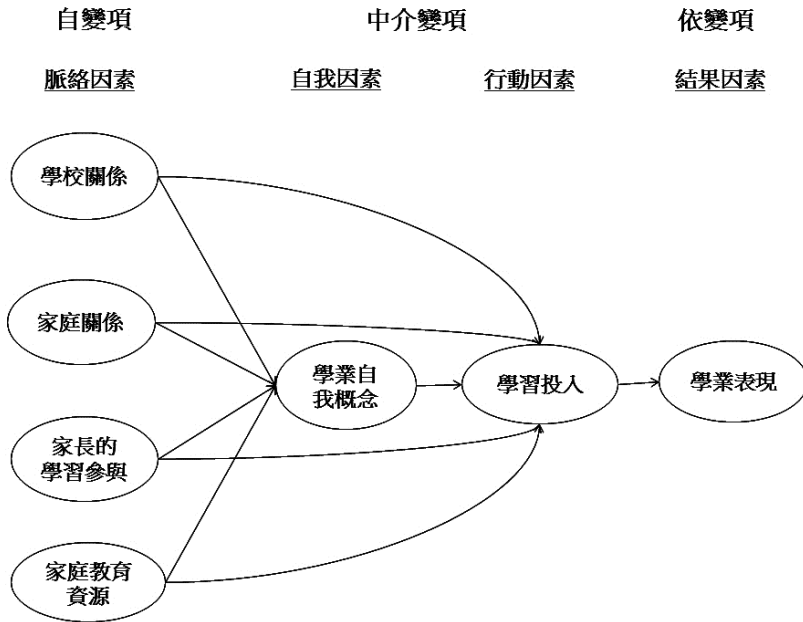 自變項
中介變項
依變項
脈絡因素
自我因素
行動因素
結果因素
學校關係
家庭關係
學業自
我概念
學習投入
學業表現
家長的
學習參與
家庭教育
資源